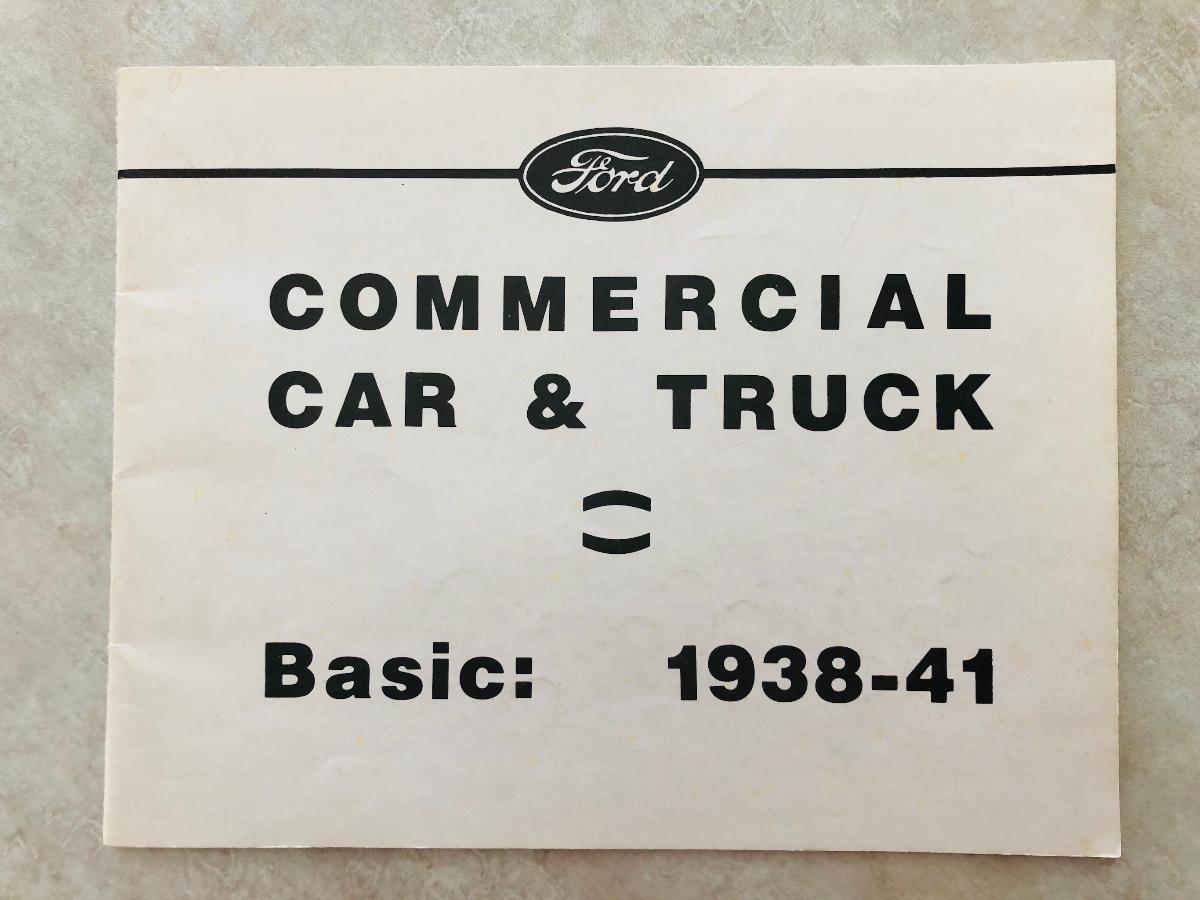 Ford
COMMERCIAL
CAR & TRUCK
Basic: 1938-41